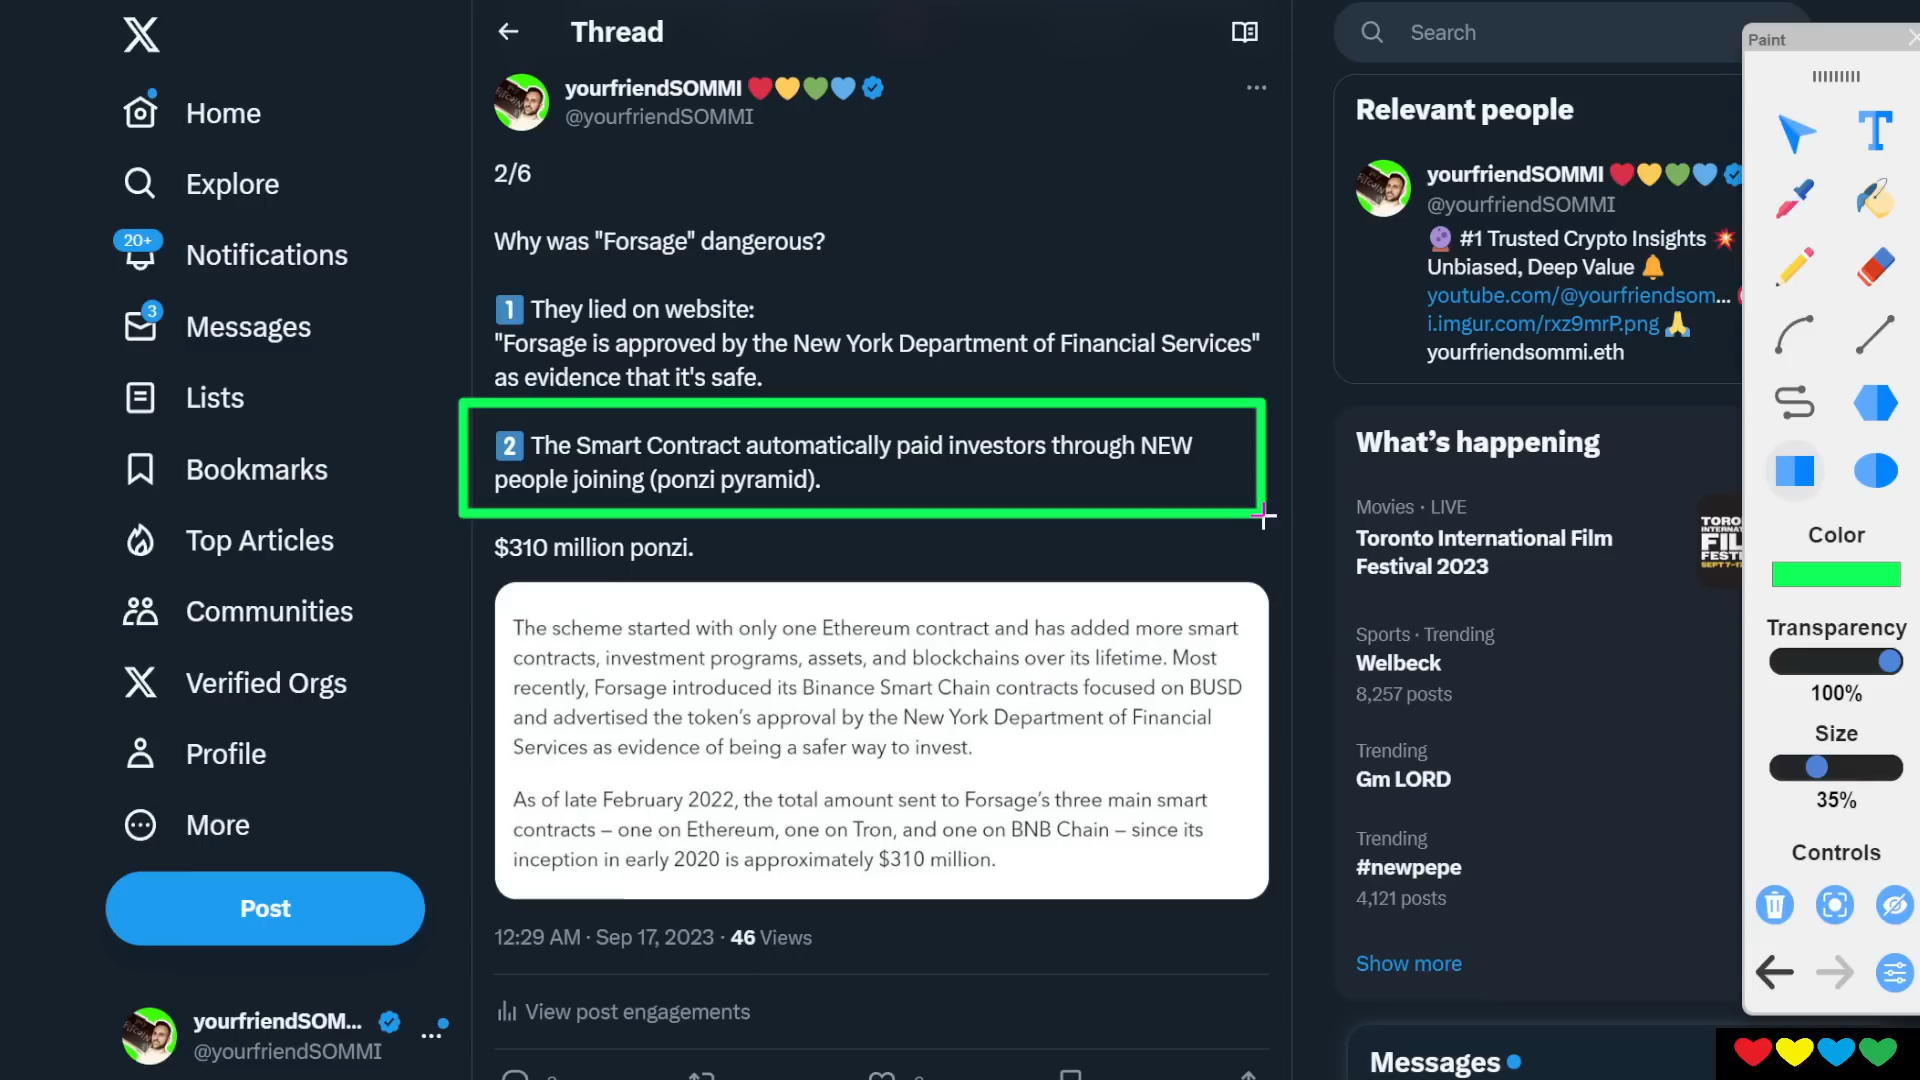 Home
Explore
20+
Notifications
3
Messages
Lists
Bookmarks
Top Articles
Communities
Verified Orgs
Profile
More
Post
yourfriendSOM...
@yourfriendSOMMI
Thread
yourfriendSOMMI
@yourfriendSOMMI
2/6
Why was "Forsage" dangerous?
1 They lied on website:
"Forsage is approved by the New York Department of Financial Services"
as evidence that it's safe.
2 The Smart Contract automatically paid investors through NEW
people joining (ponzi pyramid).
$310 million ponzi.
The scheme started with only one Ethereum contract and has added more smart
contracts, investment programs, assets, and blockchains over its lifetime. Most
recently, Forsage introduced its Binance Smart Chain contracts focused on BUSD
and advertised the token’s approval by the New York Department of Financial
Services as evidence of being a safer way to invest.
As of late February 2022, the total amount sent to Forsage’s three main smart
contracts – one on Ethereum, one on Tron, and one on BNB Chain – since its
inception in early 2020 is approximately $310 million.
12:29 AM · Sep 17, 2023 · 46 Views
View post engagements
Search
Relevant people
yourfriendSOMMI
@yourfriendSOMMI
#1 Trusted Crypto Insights
Unbiased, Deep Value
youtube.com/@yourfriendsom...
i.imgur.com/rxz9mrP.png
yourfriendsommi.eth
What’s happening
Movies · LIVE
Toronto International Film
Festival 2023
Sports · Trending
Welbeck
8,257 posts
Trending
Gm LORD
Trending
#newpepe
4,121 posts
Show more
Messages
Paint
T
Color
Transparency
100%
Size
35%
Controls